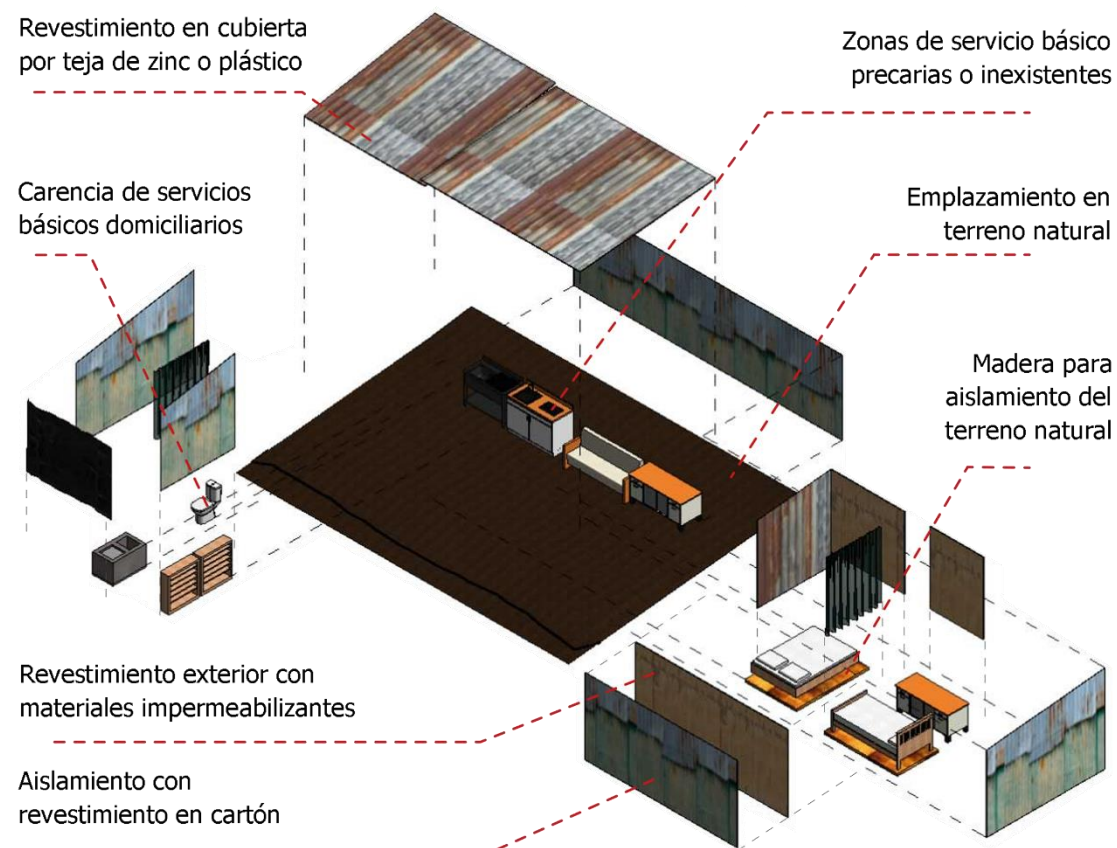 Revestimiento en cubierta
por teja de zinc o plástico
Zonas de servicio básico
precarias o inexistentes
Carencia de servicios
básicos domiciliarios
Emplazamiento en
terreno natural
Madera para
aislamiento del
terreno natural
Revestimiento exterior con
materiales impermeabilizantes
Aislamiento con
revestimiento en cartón